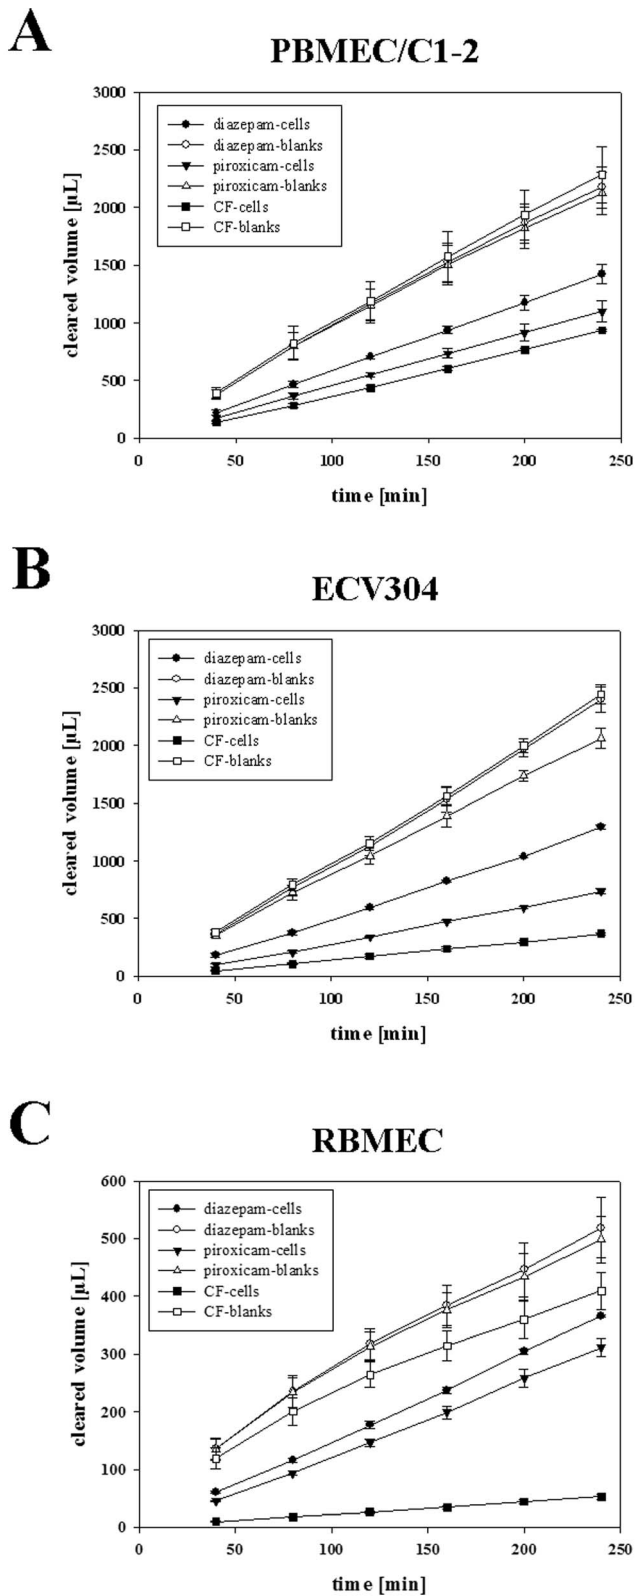 A
PBMEC/C1-2
3000
2500
2000
1500
1000
500
0
cleared volume [µL]
diazepam-cells
diazepam-blanks
piroxicam-cells
piroxicam-blanks
CF-cells
CF-blanks
0 50 100 150 200 250
time [min]
B
ECV304
3000
2500
2000
1500
1000
500
0
cleared volume [µL]
diazepam-cells
diazepam-blanks
piroxicam-cells
piroxicam-blanks
CF-cells
CF-blanks
0 50 100 150 200 250
time [min]
C
RBMEC
600
500
400
300
200
100
0
cleared volume [µL]
diazepam-cells
diazepam-blanks
piroxicam-cells
piroxicam-blanks
CF-cells
CF-blanks
0 50 100 150 200 250
time [min]